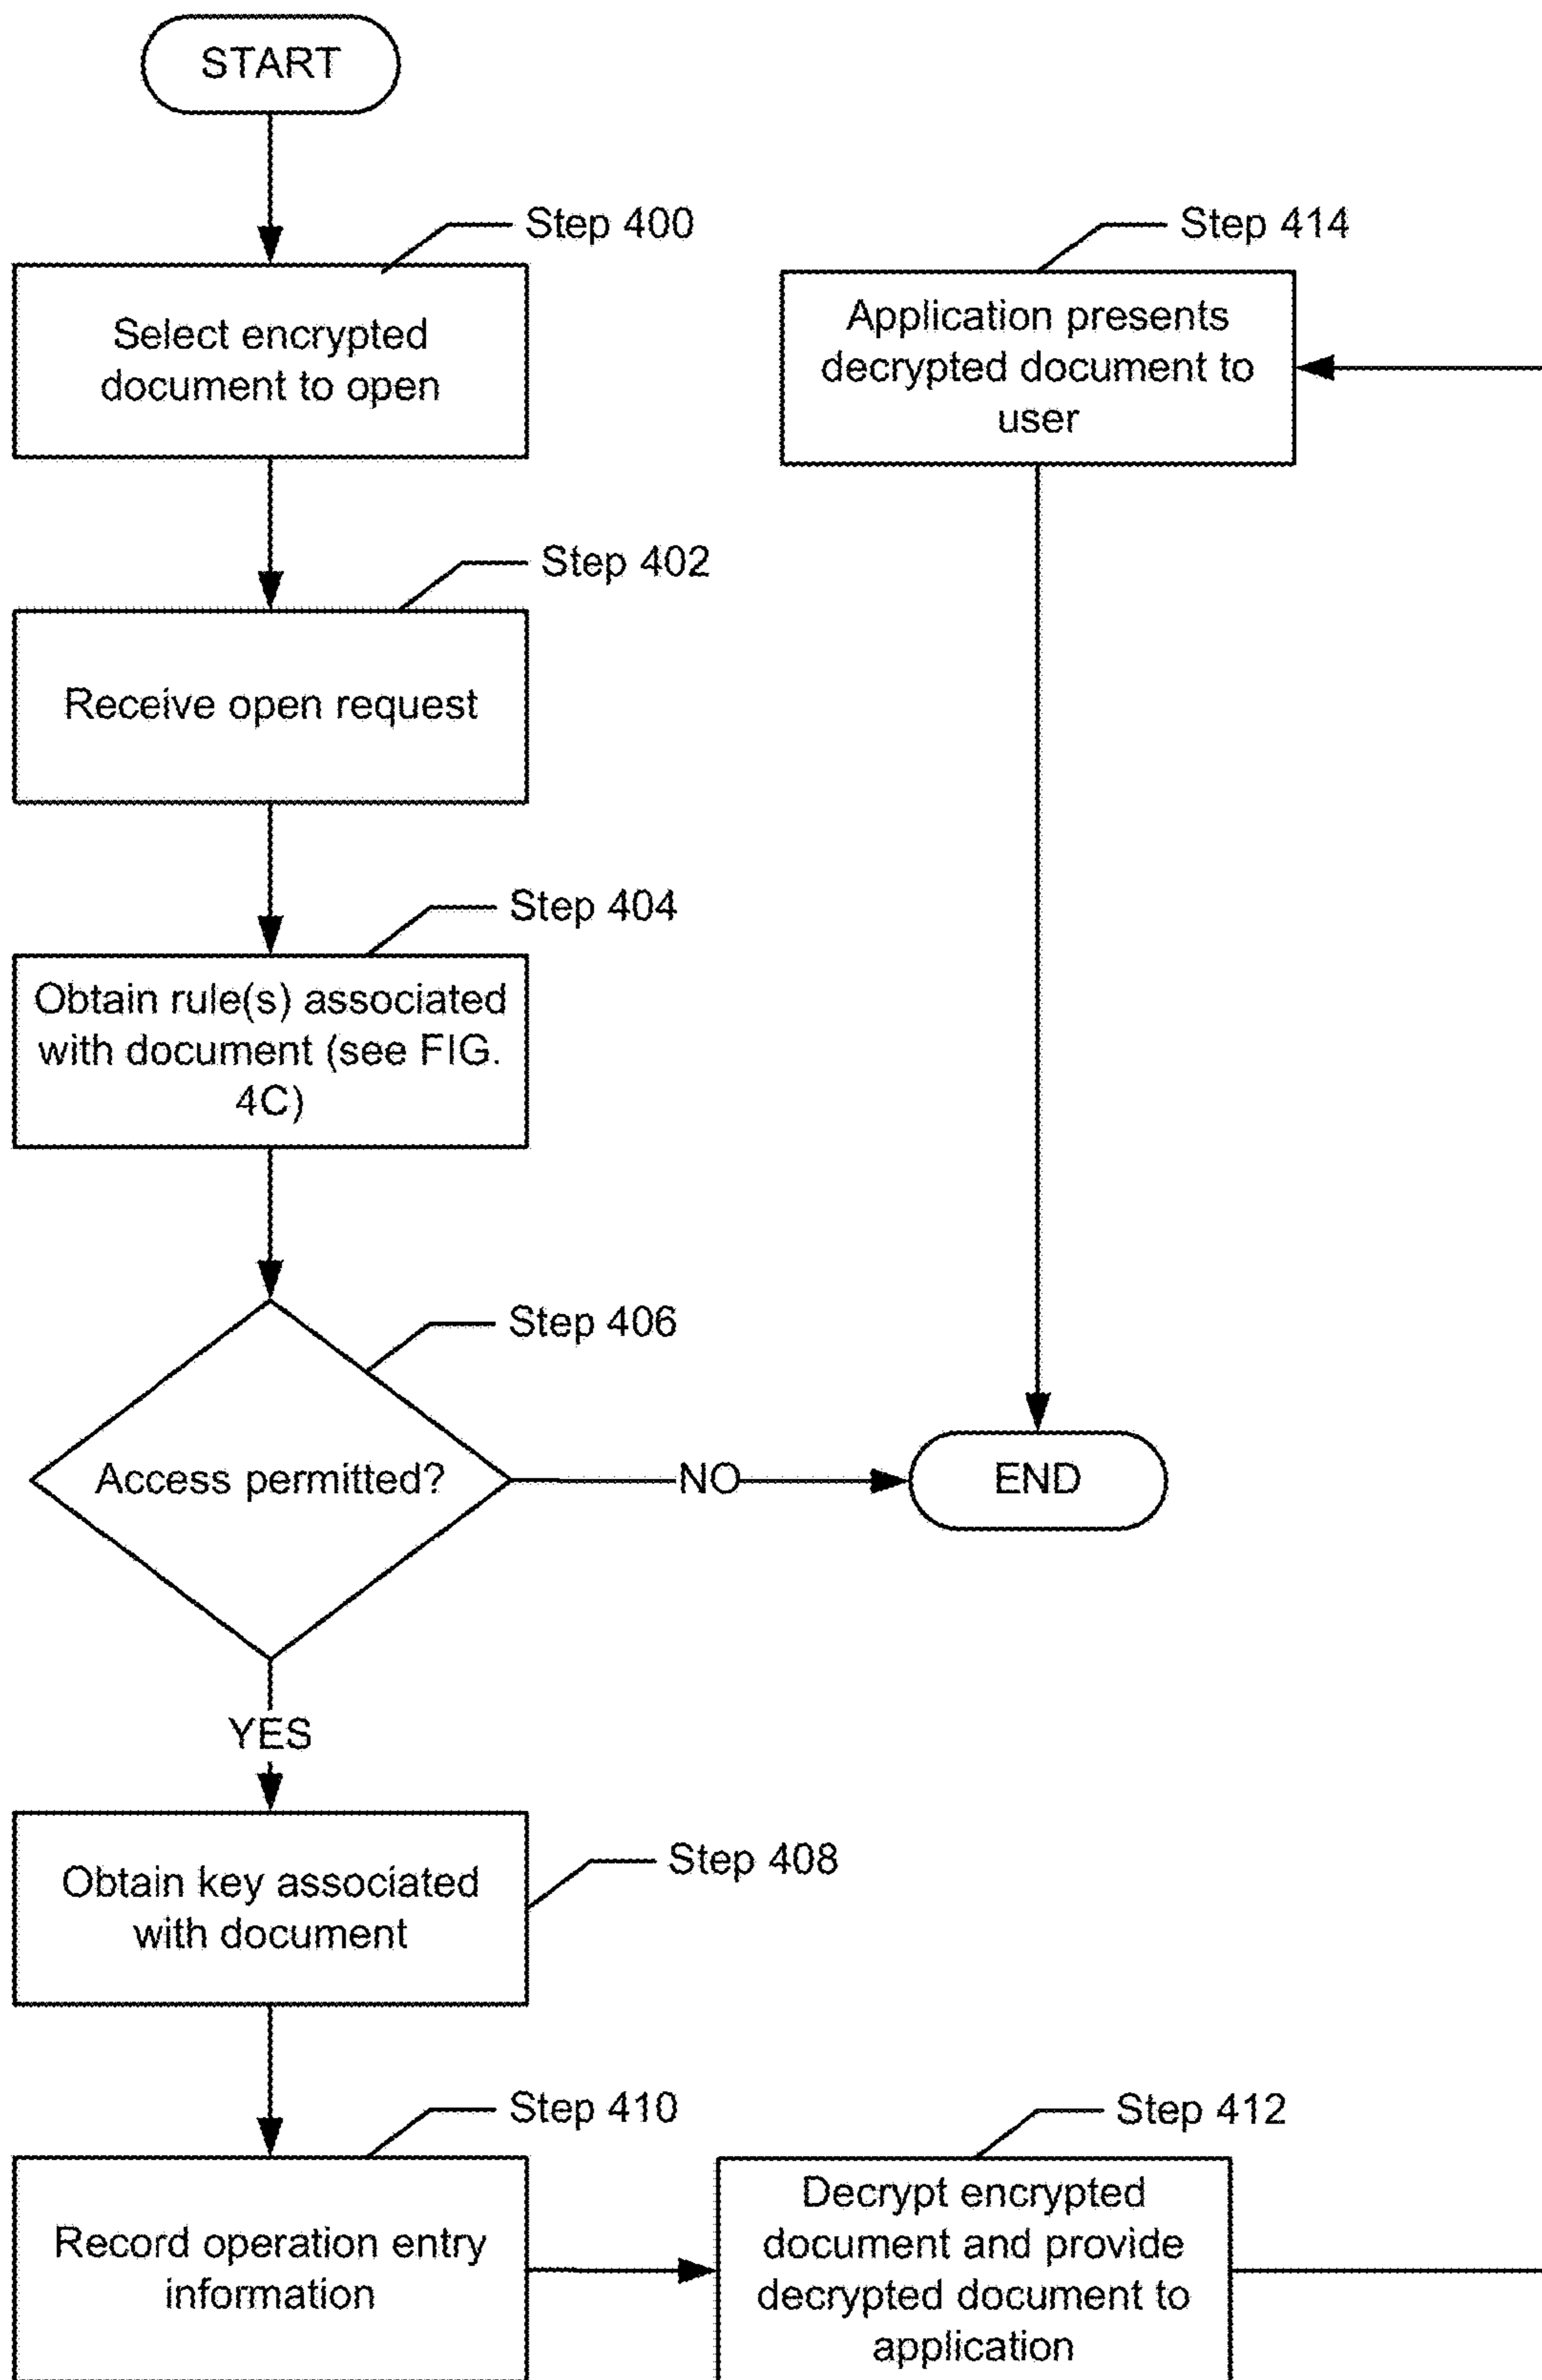 START
Step 400
Select encrypted
document to open
Step 402
Receive open request
Step 404
Obtain rule(s) associated
with document (see FIG.
4C)
Step 406
Access permitted?
NO
END
YES
Step 408
Obtain key associated
with document
Step 410
Record operation entry
information
Step 412
Decrypt encrypted
document and provide
decrypted document to
application
Step 414
Application presents
decrypted document to
user